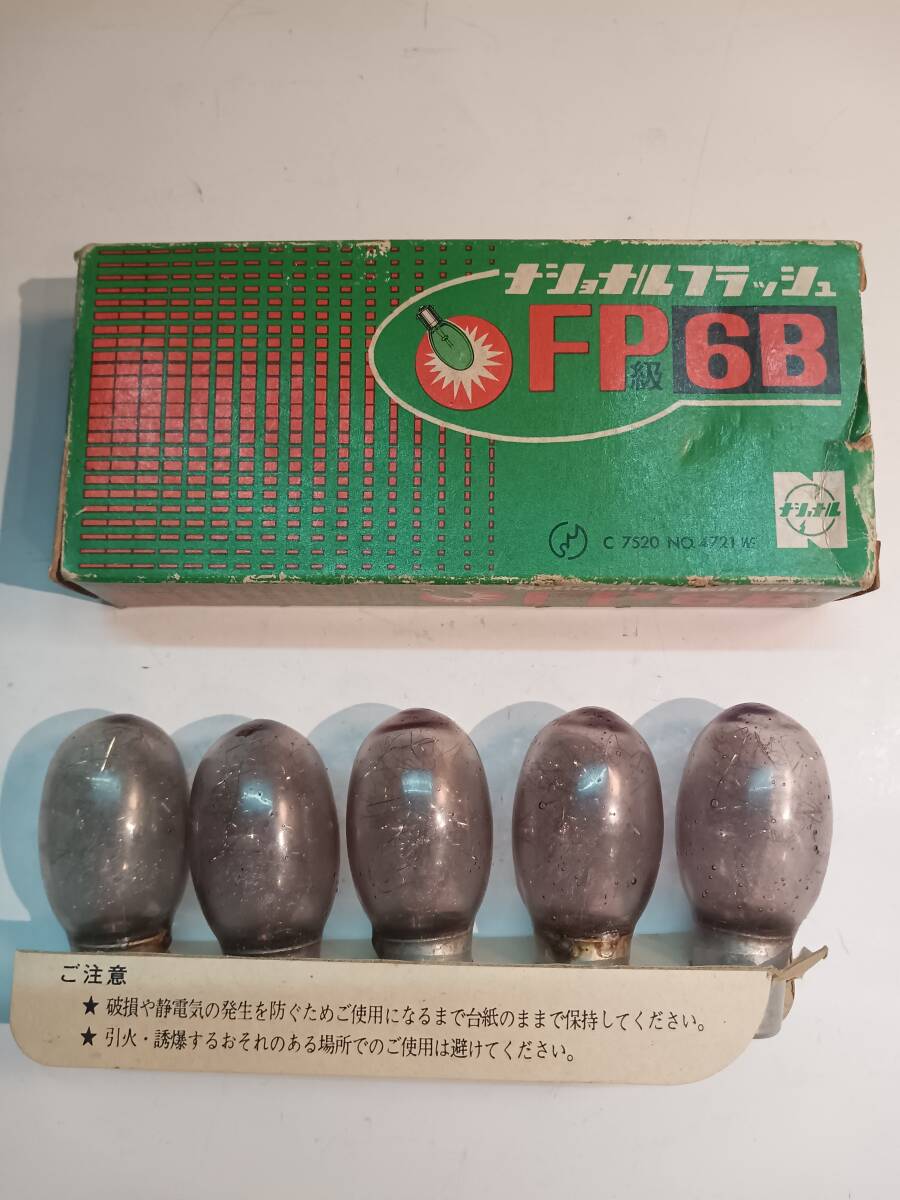 ナショナルフラッシュ
FP級 6B
N
ナショナル
C 7520 NO. 4721
ご注意
★ 破損や静電気の発生を防ぐためご使用になるまで台紙のままで保持してください。
★ 引火・誘爆するおそれのある場所でのご使用は避けてください。